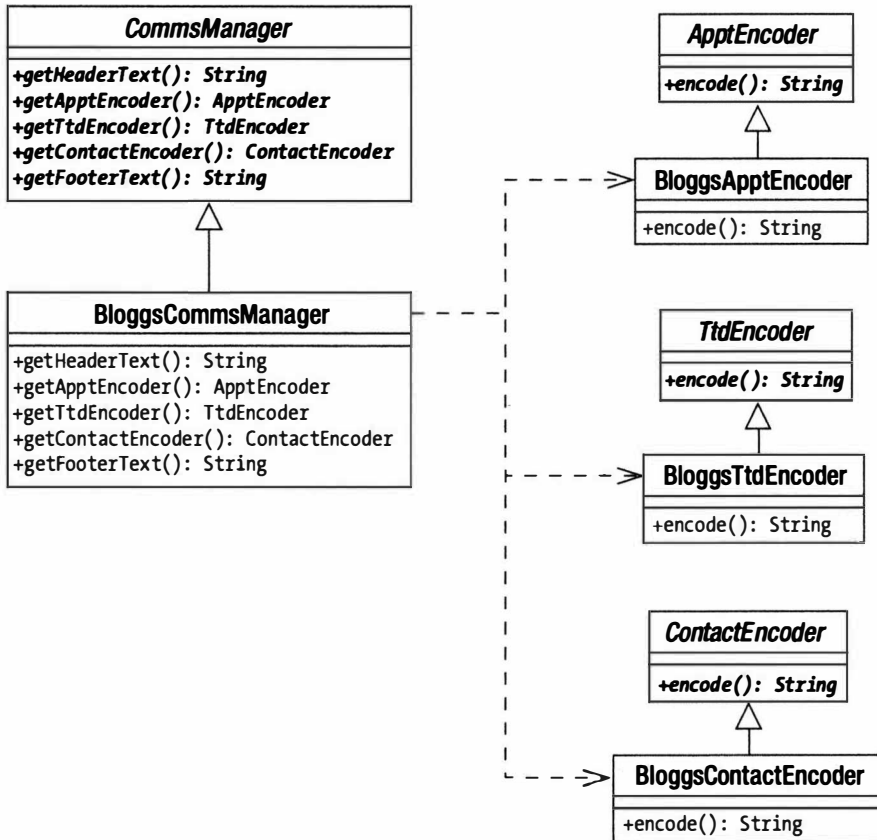 CommsManager
+getHeaderText(): String
+getApptEncoder(): ApptEncoder
+getTtdEncoder(): TtdEncoder
+getContactEncoder(): ContactEncoder
+getFooterText(): String
BloggsCommsManager
+getHeaderText(): String
+getApptEncoder(): ApptEncoder
+getTtdEncoder(): TtdEncoder
+getContactEncoder(): ContactEncoder
+getFooterText(): String
ApptEncoder
+encode(): String
BloggsApptEncoder
+encode(): String
TtdEncoder
+encode(): String
BloggsTtdEncoder
+encode(): String
ContactEncoder
+encode(): String
BloggsContactEncoder
+encode(): String